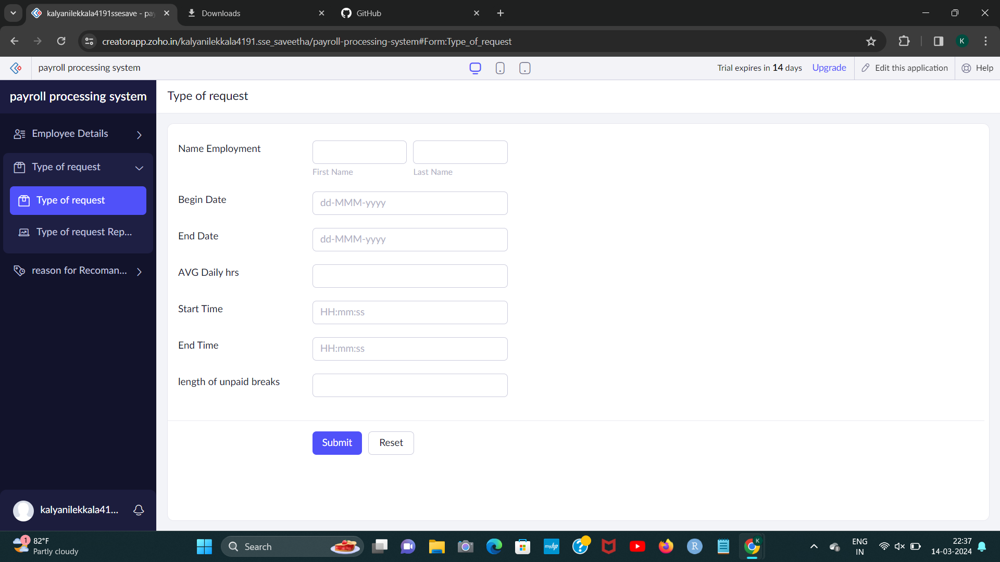 kalyanilekkala4191ssesave - pay
Downloads
GitHub
creatorapp.zoho.in/kalyanilekkala4191.sse_saveetha/payroll-processing-system#Form:Type_of_request
K
payroll processing system
Trial expires in 14 days
Upgrade
Edit this application
Help
payroll processing system
Type of request
Employee Details
Type of request
Type of request
Type of request Rep...
reason for Recoman...
Name Employment
First Name
Last Name
Begin Date
dd-MMM-yyyy
End Date
dd-MMM-yyyy
AVG Daily hrs
Start Time
HH:mm:ss
End Time
HH:mm:ss
length of unpaid breaks
Submit
Reset
kalyanilekkala41...
1
82°F
Partly cloudy
Search
myhp
?
R
K
ENG
IN
22:37
14-03-2024